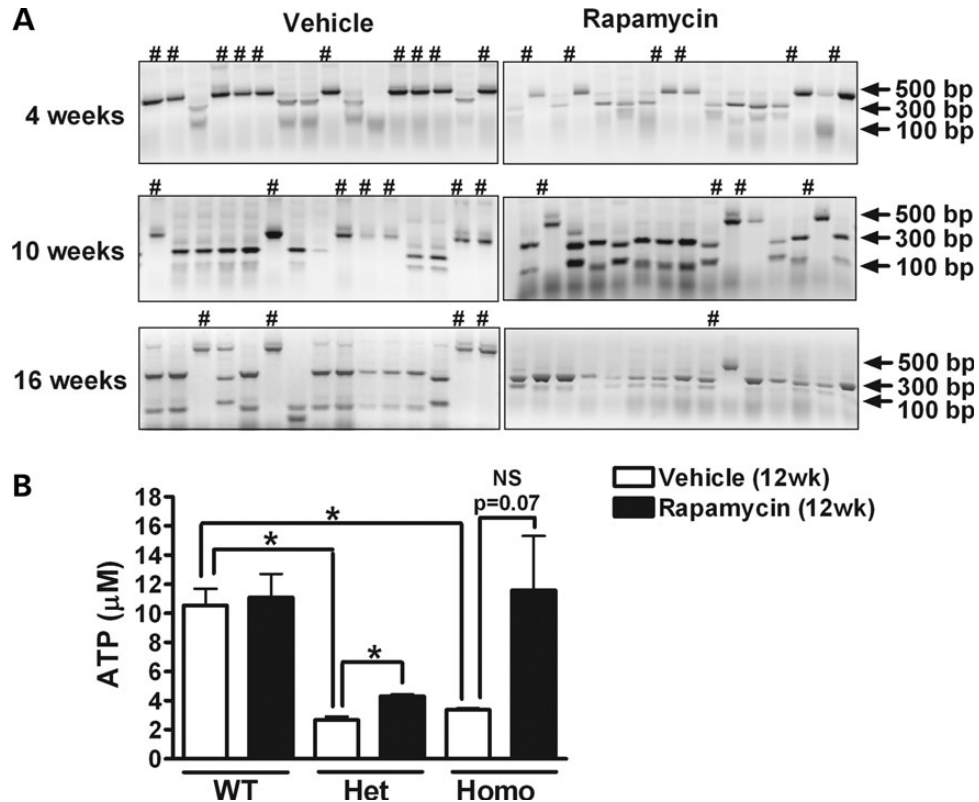 A
Vehicle
Rapamycin
# # # # # # # # # #
# # # # # #
4 weeks
500 bp
300 bp
100 bp
# # # # # # #
# # # #
10 weeks
500 bp
300 bp
100 bp
# # # #
#
16 weeks
500 bp
300 bp
100 bp
B
Vehicle (12wk)
Rapamycin (12wk)
NS
p=0.07
*
*
*
ATP (μM)
18
16
14
12
10
8
6
4
2
0
WT
Het
Homo